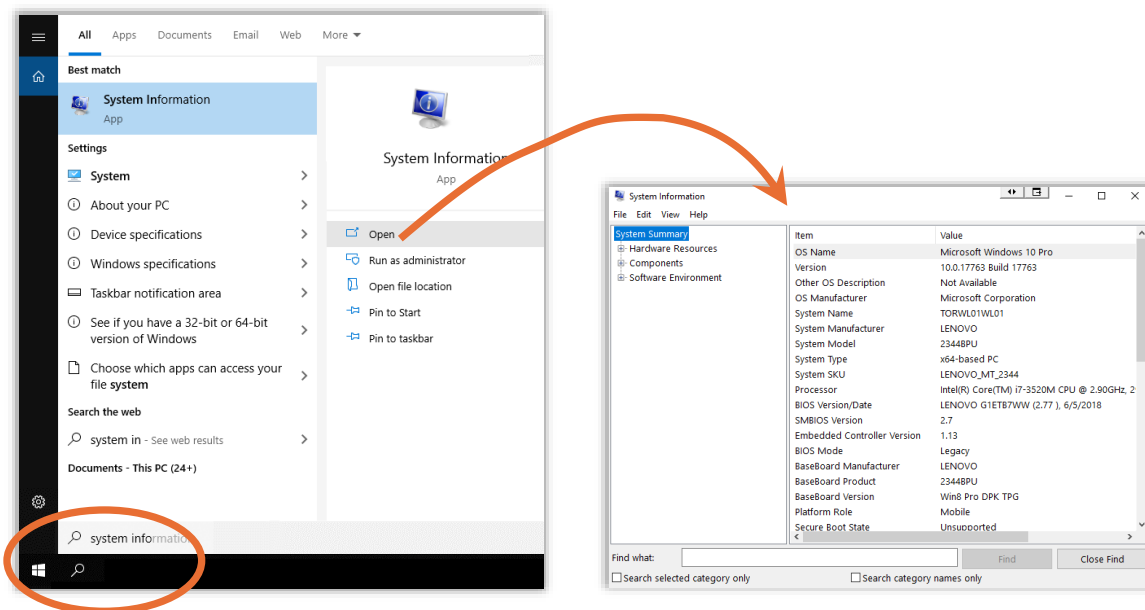 All Apps Documents Email Web More
Best match
System Information
App
Settings
System
About your PC
Device specifications
Windows specifications
Taskbar notification area
See if you have a 32-bit or 64-bit
version of Windows
Choose which apps can access your
file system
Search the web
system in - See web results
Documents - This PC (24+)
system information
System Information
App
Open
Run as administrator
Open file location
Pin to Start
Pin to taskbar
System Information
File Edit View Help
System Summary
Hardware Resources
Components
Software Environment
Item Value
OS Name Microsoft Windows 10 Pro
Version 10.0.17763 Build 17763
Other OS Description Not Available
OS Manufacturer Microsoft Corporation
System Name TORWL01WL01
System Manufacturer LENOVO
System Model 2344BPU
System Type x64-based PC
System SKU LENOVO_MT_2344
Processor Intel(R) Core(TM) i7-3520M CPU @ 2.90GHz, 2
BIOS Version/Date LENOVO G1ETB7WW (2.77 ), 6/5/2018
SMBIOS Version 2.7
Embedded Controller Version 1.13
BIOS Mode Legacy
BaseBoard Manufacturer LENOVO
BaseBoard Product 2344BPU
BaseBoard Version Win8 Pro DPK TPG
Platform Role Mobile
Secure Boot State Unsupported
Find what: Find Close Find
Search selected category only Search category names only